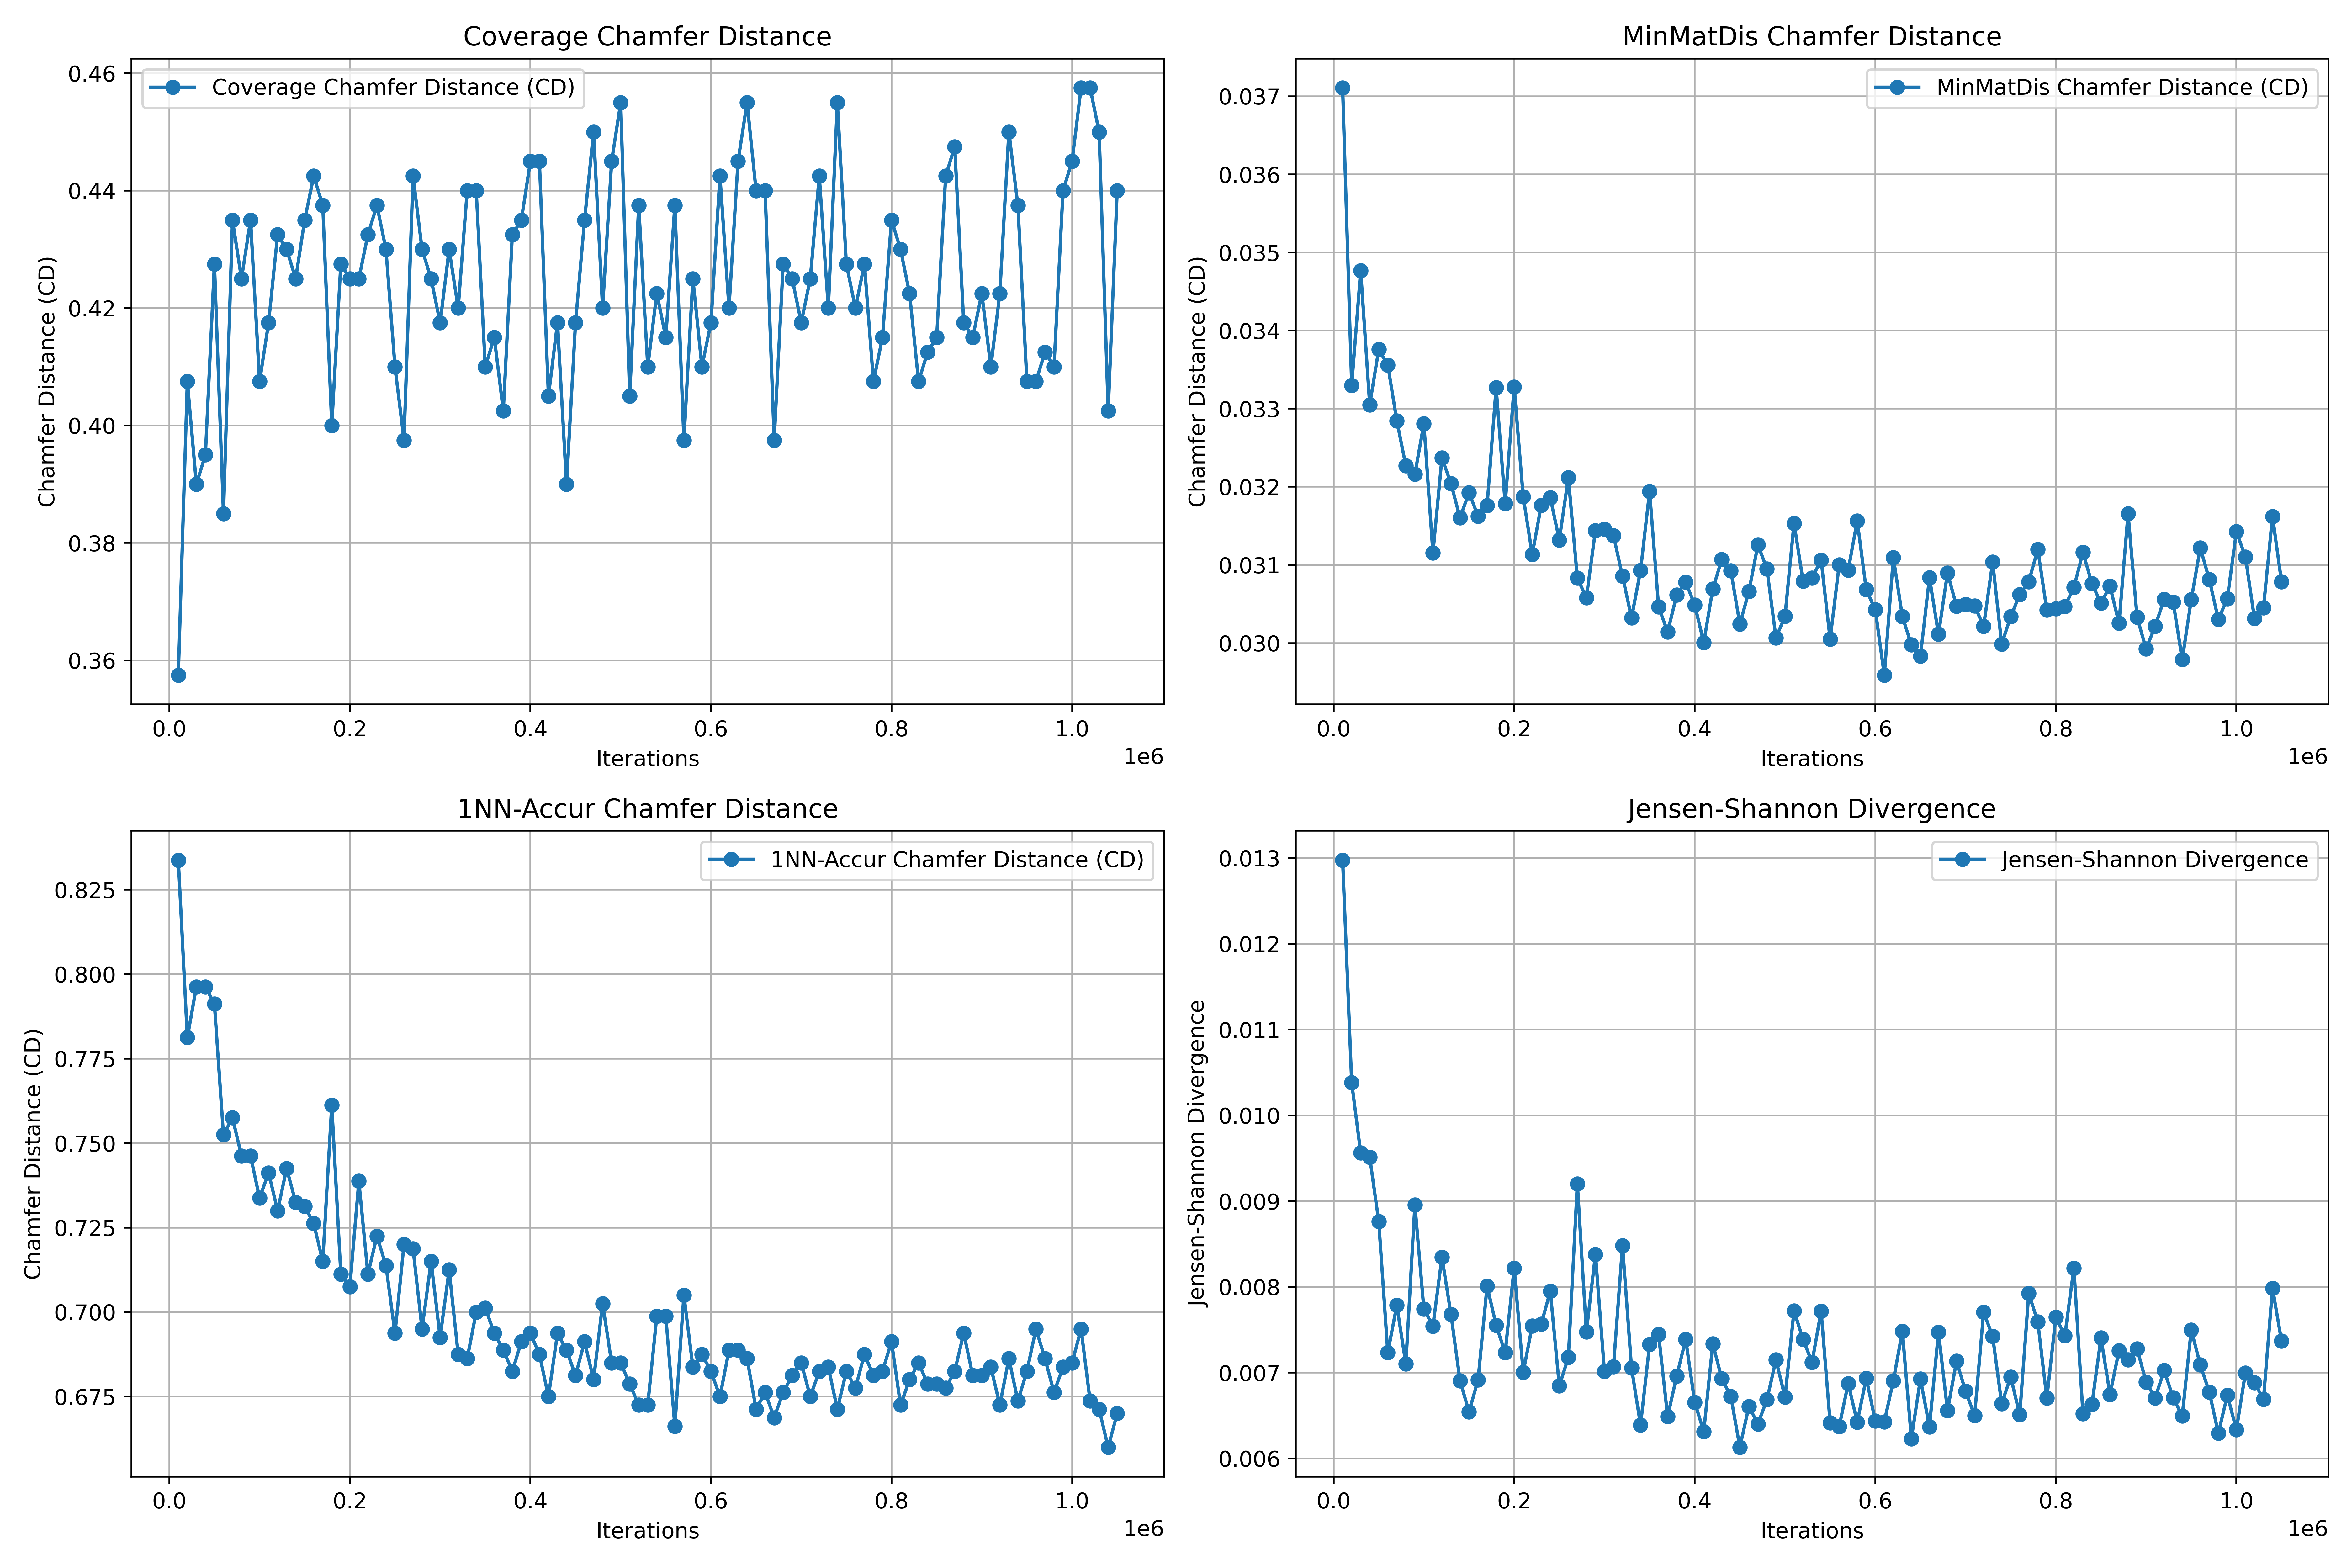 Coverage Chamfer Distance
Coverage Chamfer Distance (CD)
Chamfer Distance (CD)
0.46
0.44
0.42
0.40
0.38
0.36
0.0 0.2 0.4 0.6 0.8 1.0
Iterations
1e6
MinMatDis Chamfer Distance
MinMatDis Chamfer Distance (CD)
Chamfer Distance (CD)
0.037
0.036
0.035
0.034
0.033
0.032
0.031
0.030
0.0 0.2 0.4 0.6 0.8 1.0
Iterations
1e6
1NN-Accur Chamfer Distance
1NN-Accur Chamfer Distance (CD)
Chamfer Distance (CD)
0.825
0.800
0.775
0.750
0.725
0.700
0.675
0.0 0.2 0.4 0.6 0.8 1.0
Iterations
1e6
Jensen-Shannon Divergence
Jensen-Shannon Divergence
Jensen-Shannon Divergence
0.013
0.012
0.011
0.010
0.009
0.008
0.007
0.006
0.0 0.2 0.4 0.6 0.8 1.0
Iterations
1e6